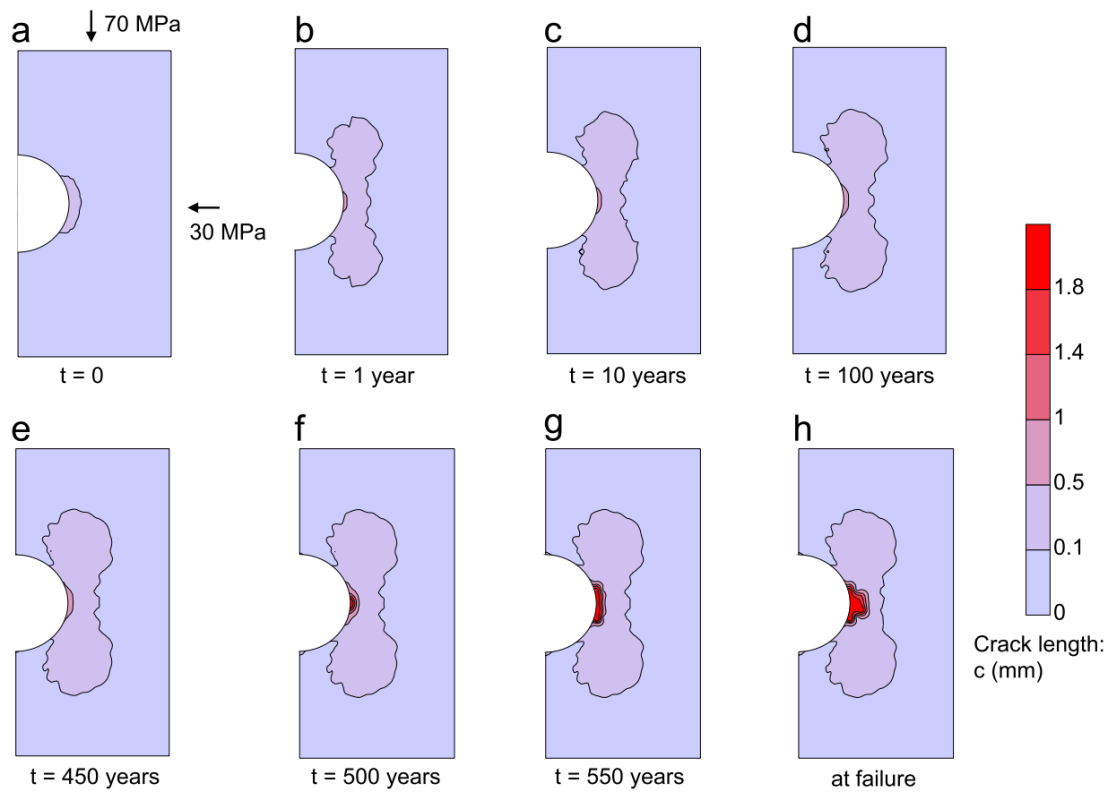 a
70 MPa
b
c
d
30 MPa
t = 0
t = 1 year
t = 10 years
t = 100 years
e
f
g
h
1.8
1.4
1
0.5
0.1
0
Crack length:
c (mm)
t = 450 years
t = 500 years
t = 550 years
at failure